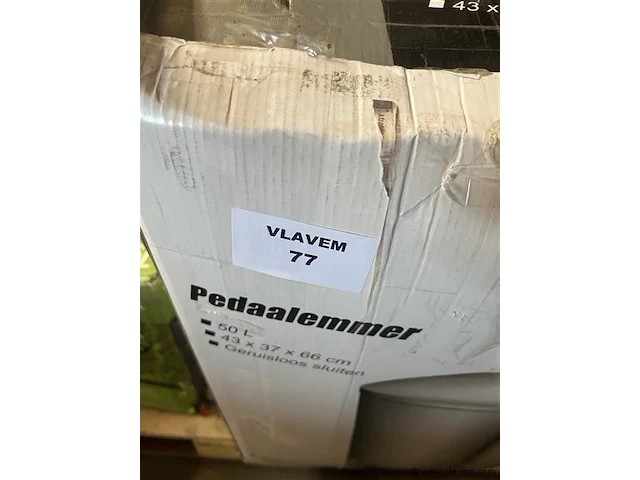 43 x
VLAVEM
77
Pedaalemmer
50 L
43 x 37 x 66 cm
Geruisloos sluiten